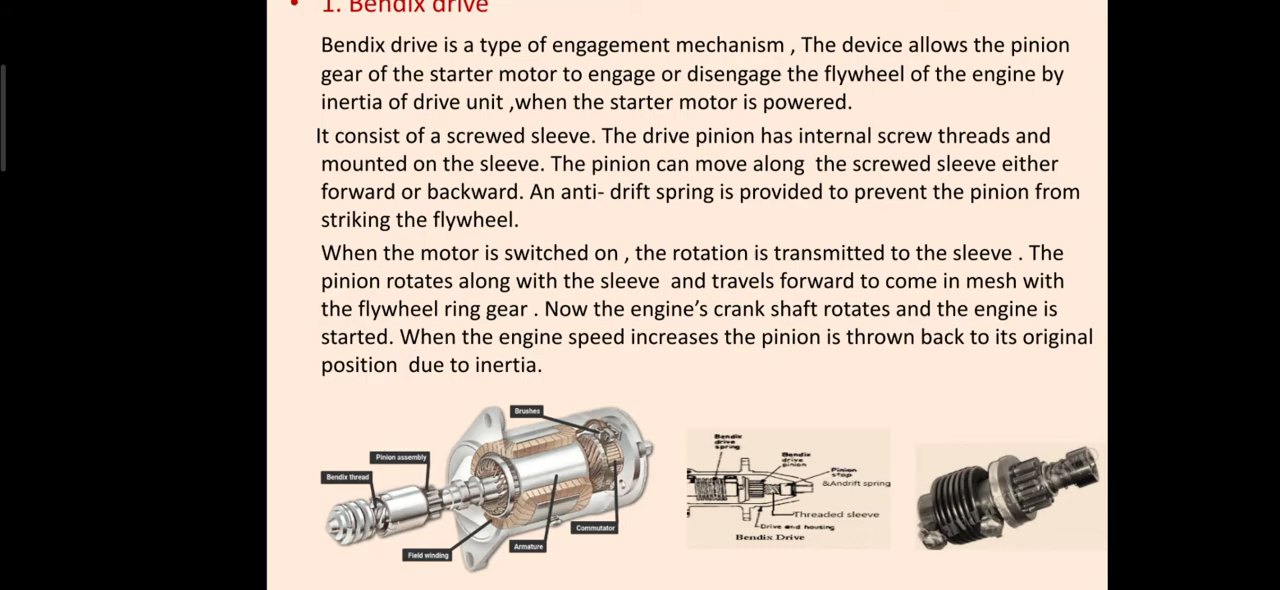 • 1. Bendix drive
Bendix drive is a type of engagement mechanism , The device allows the pinion
gear of the starter motor to engage or disengage the flywheel of the engine by
inertia of drive unit ,when the starter motor is powered.
It consist of a screwed sleeve. The drive pinion has internal screw threads and
mounted on the sleeve. The pinion can move along the screwed sleeve either
forward or backward. An anti- drift spring is provided to prevent the pinion from
striking the flywheel.
When the motor is switched on , the rotation is transmitted to the sleeve . The
pinion rotates along with the sleeve and travels forward to come in mesh with
the flywheel ring gear . Now the engine’s crank shaft rotates and the engine is
started. When the engine speed increases the pinion is thrown back to its original
position due to inertia.
Brushes
Pinion assembly
Bendix thread
Commutator
Armature
Field winding
Bendix
drive
spring
Bendix
drive
pinion
Pinion
stop
&Andrift spring
Threaded sleeve
Drive end housing
Bendix Drive